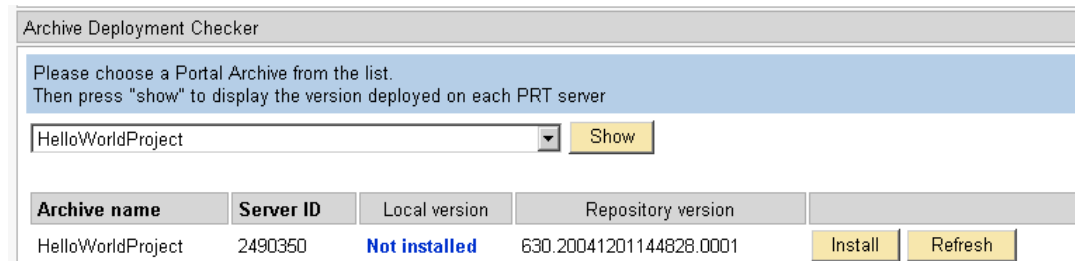 Archive Deployment Checker
Please choose a Portal Archive from the list.
Then press "show" to display the version deployed on each PRT server
HelloWorldProject Show
Archive name Server ID Local version Repository version
HelloWorldProject 2490350 Not installed 630.20041201144828.0001 Install Refresh